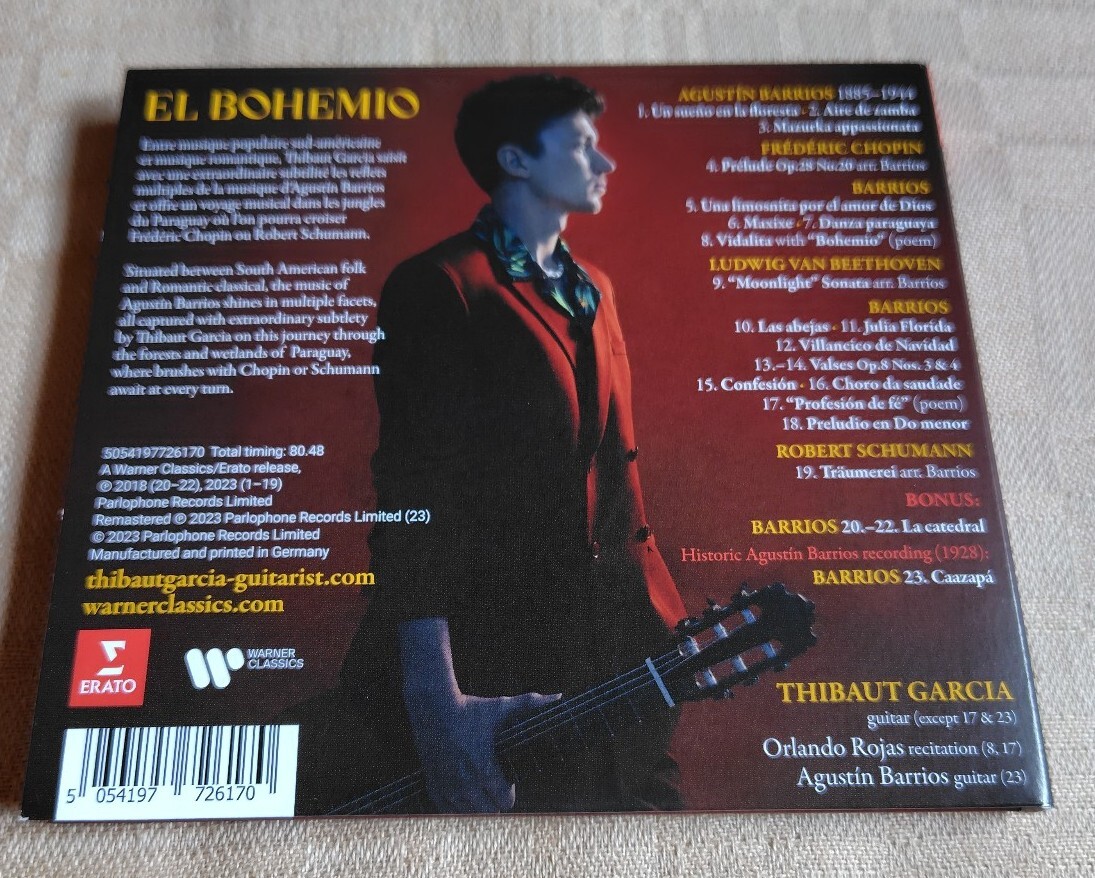 EL BOHEMIO
Entre musique populaire sud-américaine
et musique romantique, Thibaut Garcia saisit
avec une extraordinaire subtilité les reflets
multiples de la musique d'Agustín Barrios
et offre un voyage musical dans les jungles
du Paraguay où l'on pourra croiser
Frédéric Chopin ou Robert Schumann.
Situated between South American folk
and Romantic classical, the music of
Agustín Barrios shines in multiple facets,
all captured with extraordinary subtlety
by Thibaut Garcia on this journey through
the forests and wetlands of Paraguay,
where brushes with Chopin or Schumann
await at every turn.
5054197726170 Total timing: 80.48
A Warner Classics/Erato release,
℗ 2018 (20–22), 2023 (1–19)
Parlophone Records Limited
Remastered ℗ 2023 Parlophone Records Limited (23)
© 2023 Parlophone Records Limited
Manufactured and printed in Germany
thibautgarcia-guitarist.com
warnerclassics.com
ERATO
WARNER
CLASSICS
5 054197 726170
AGUSTÍN BARRIOS 1885–1944
1. Un sueño en la floresta · 2. Aire de zamba
3. Mazurka appassionata
FRÉDÉRIC CHOPIN
4. Prélude Op.28 No.20 arr. Barrios
BARRIOS
5. Una limosnita por el amor de Dios
6. Maxixe · 7. Danza paraguaya
8. Vidalita with "Bohemio" (poem)
LUDWIG VAN BEETHOVEN
9. "Moonlight" Sonata arr. Barrios
BARRIOS
10. Las abejas · 11. Julia Florida
12. Villancico de Navidad
13.–14. Valses Op.8 Nos. 3 & 4
15. Confesión · 16. Choro da saudade
17. "Profesión de fé" (poem)
18. Preludio en Do menor
ROBERT SCHUMANN
19. Träumerei arr. Barrios
BONUS:
BARRIOS 20.–22. La catedral
Historic Agustín Barrios recording (1928):
BARRIOS 23. Caazapá
THIBAUT GARCIA
guitar (except 17 & 23)
Orlando Rojas recitation (8, 17)
Agustín Barrios guitar (23)